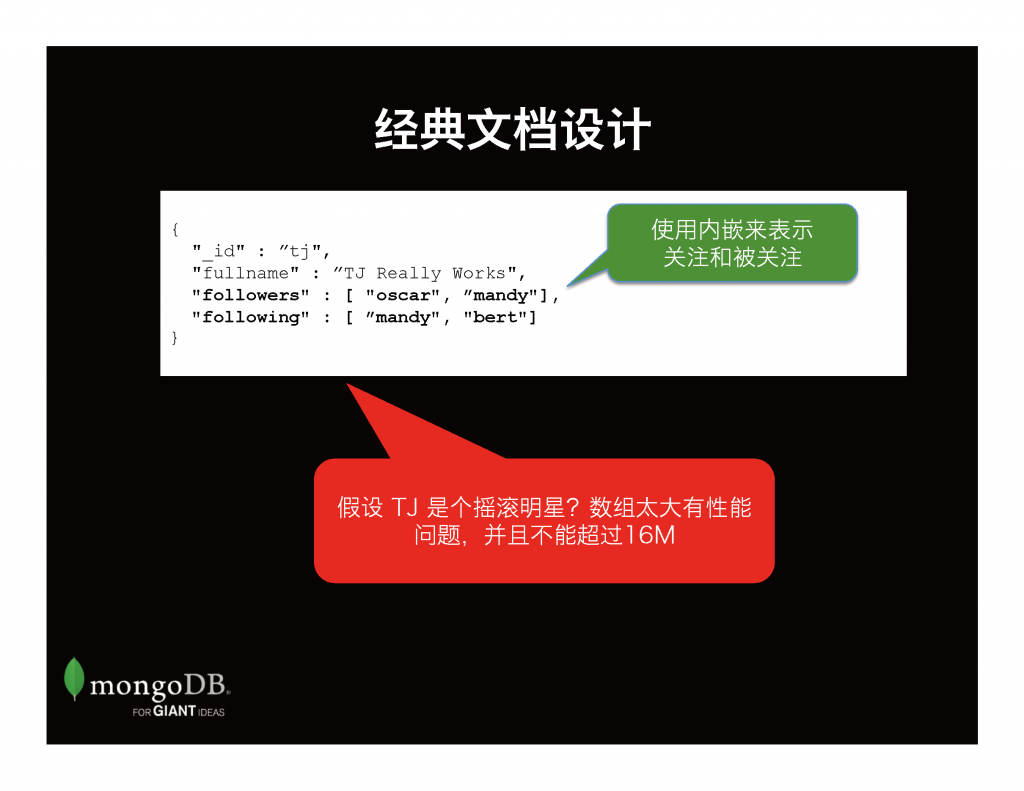 经典文档设计
{
"_id" : ”tj",
"fullname" : ”TJ Really Works",
"followers" : [ "oscar", ”mandy"],
"following" : [ ”mandy", "bert"]
}
使用内嵌来表示
关注和被关注
假设 TJ 是个摇滚明星？数组太大有性能
问题，并且不能超过16M
mongoDB®
FOR GIANT IDEAS